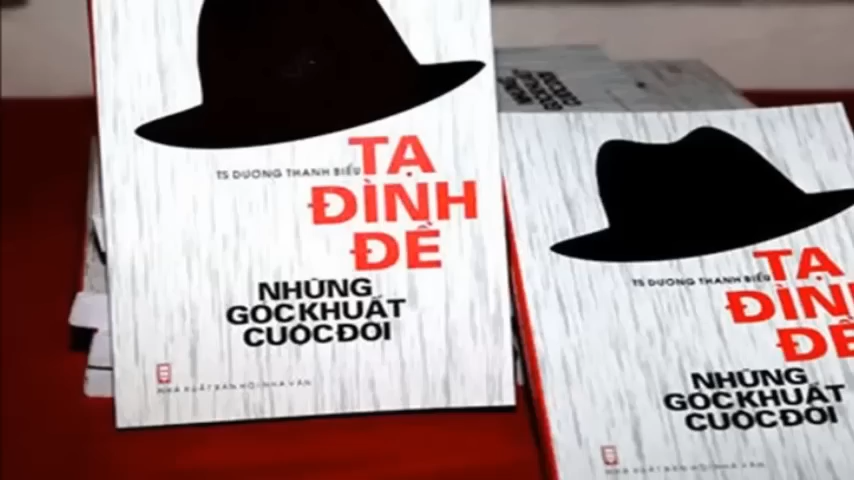 TS DƯƠNG THANH BIỂU
TẠ
ĐÌNH
ĐỀ
NHỮNG
GÓC KHUẤT
CUỘC ĐỜI
NHÀ XUẤT BẢN HỘI NHÀ VĂN
TS DƯƠNG THANH BIỂU
TẠ
ĐÌNH
ĐỀ
NHỮNG
GÓC KHUẤT
CUỘC ĐỜI